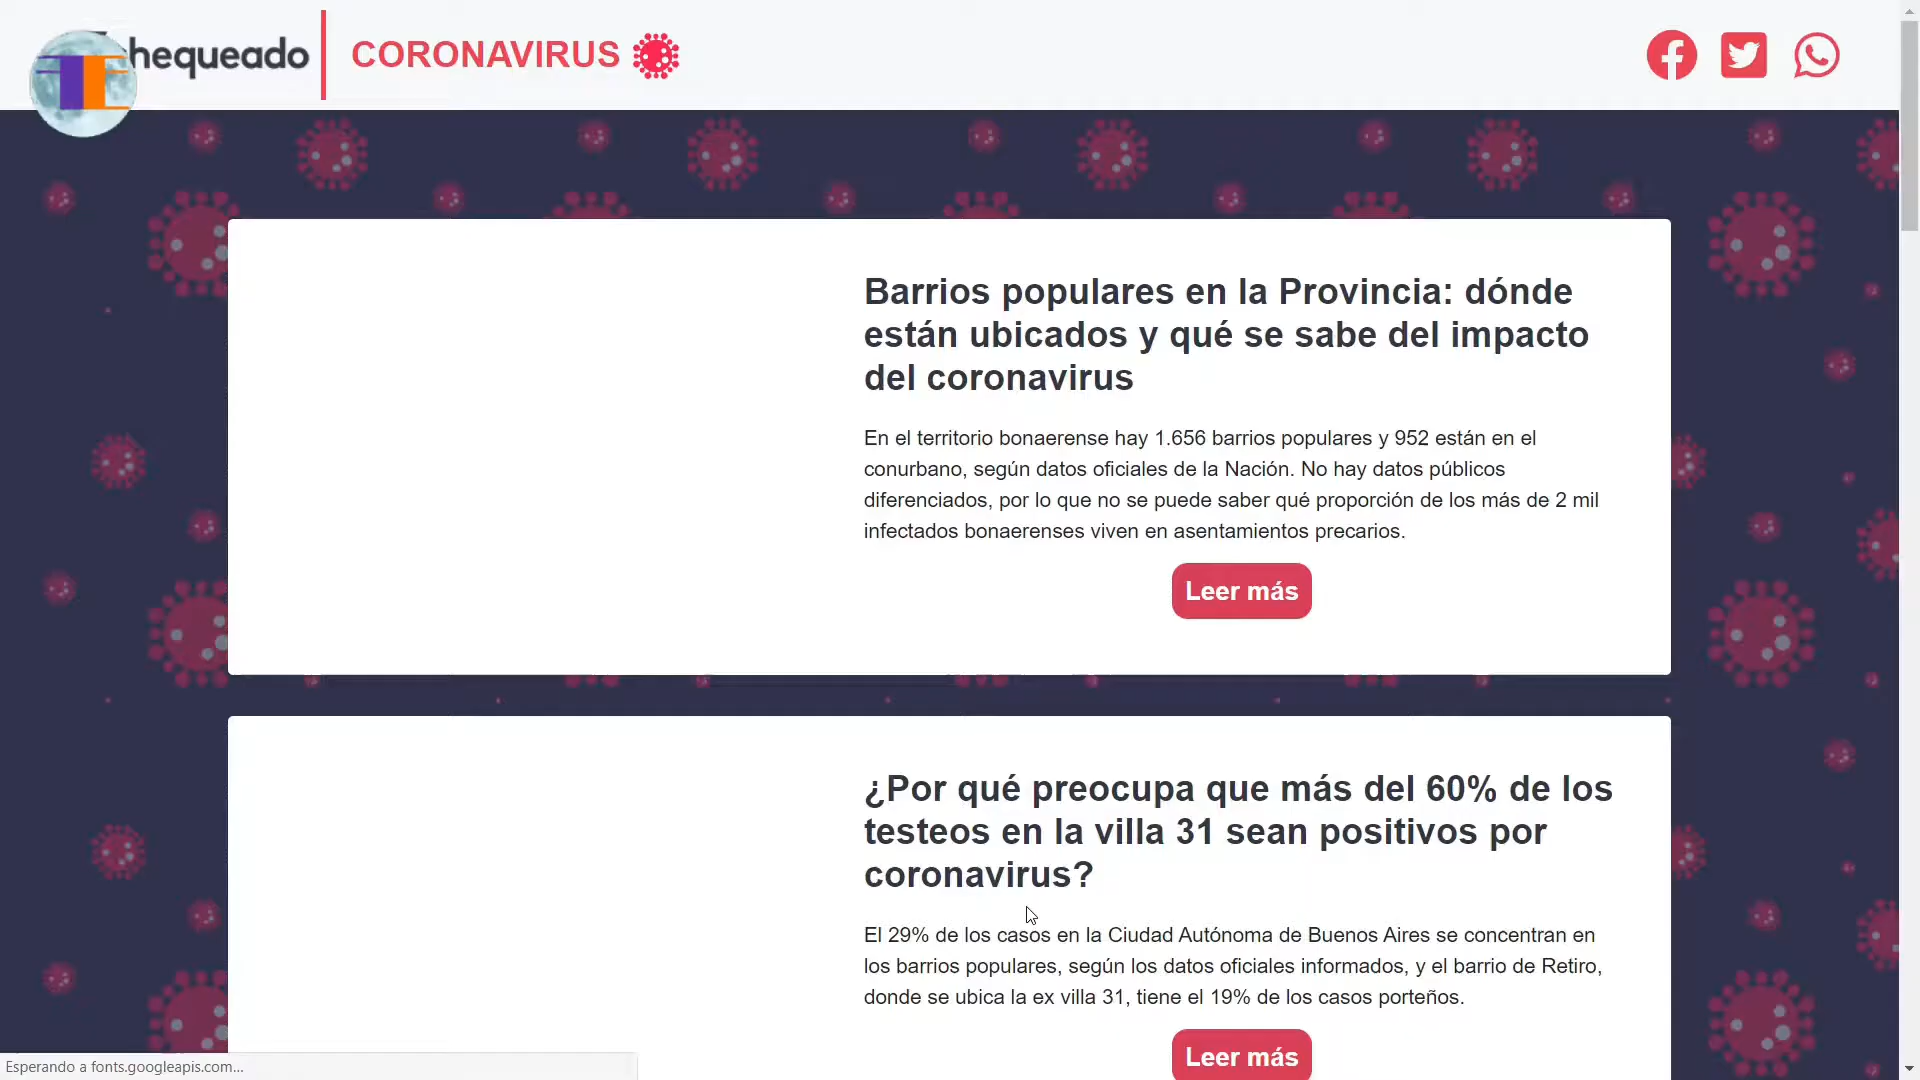 hequeado
CORONAVIRUS
Barrios populares en la Provincia: dónde
están ubicados y qué se sabe del impacto
del coronavirus
En el territorio bonaerense hay 1.656 barrios populares y 952 están en el
conurbano, según datos oficiales de la Nación. No hay datos públicos
diferenciados, por lo que no se puede saber qué proporción de los más de 2 mil
infectados bonaerenses viven en asentamientos precarios.
Leer más
¿Por qué preocupa que más del 60% de los
testeos en la villa 31 sean positivos por
coronavirus?
El 29% de los casos en la Ciudad Autónoma de Buenos Aires se concentran en
los barrios populares, según los datos oficiales informados, y el barrio de Retiro,
donde se ubica la ex villa 31, tiene el 19% de los casos porteños.
Leer más
Esperando a fonts.googleapis.com...